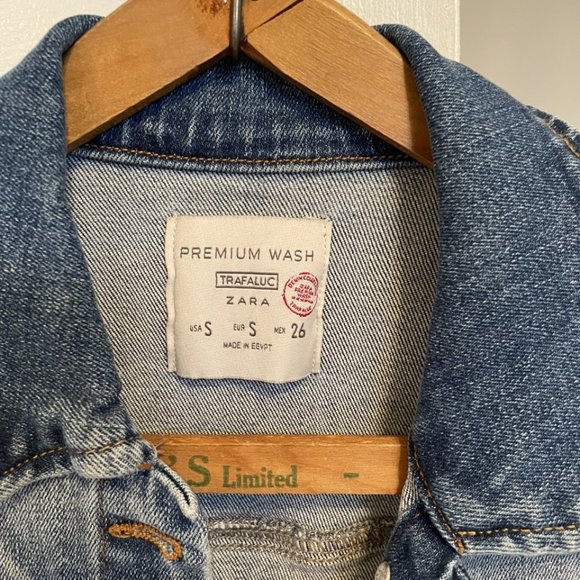 PREMIUM WASH
TRAFALUC
ZARA
USA S EUR S MEX 26
MADE IN EGYPT
S Limited -